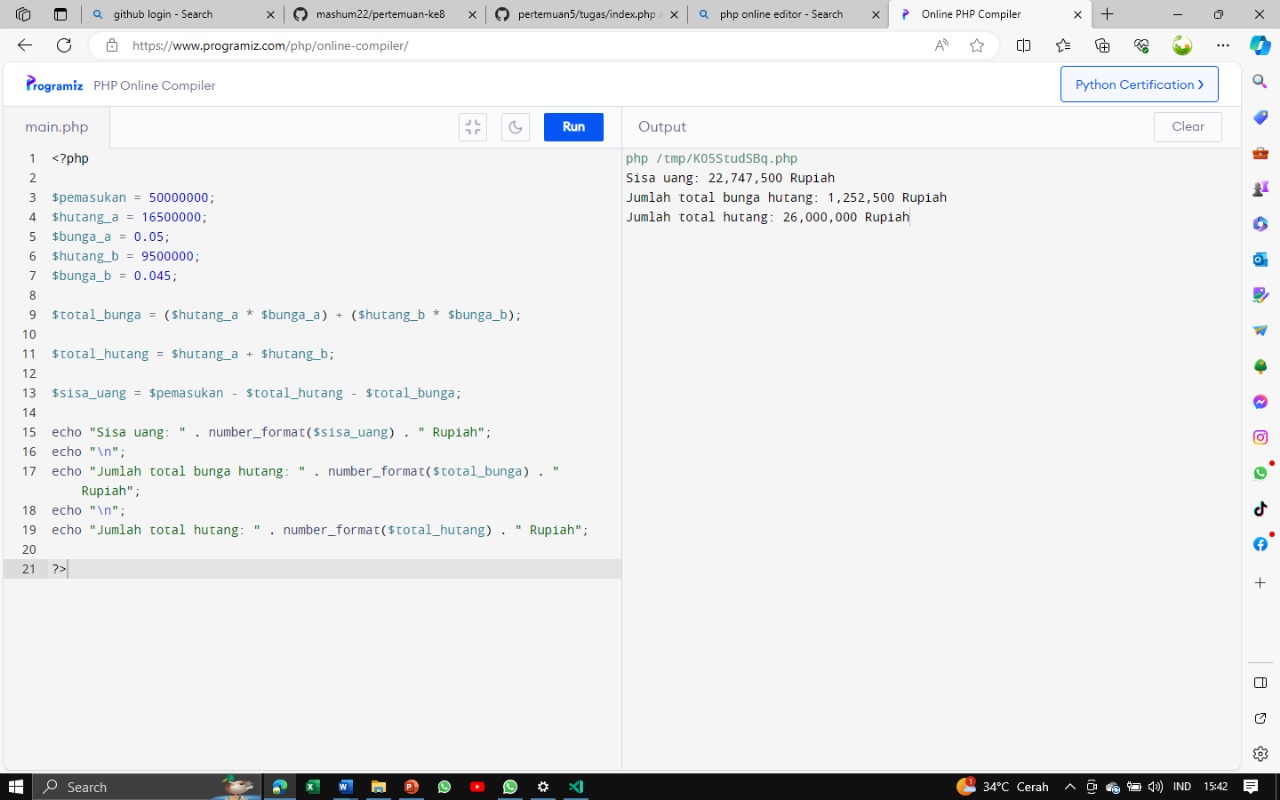 github login - Search
mashum22/pertemuan-ke8
pertemuan5/tugas/index.php
php online editor - Search
Online PHP Compiler
https://www.programiz.com/php/online-compiler/
Programiz PHP Online Compiler
Python Certification
main.php
Run
Output
Clear
1 <?php
2
3 $pemasukan = 50000000;
4 $hutang_a = 16500000;
5 $bunga_a = 0.05;
6 $hutang_b = 9500000;
7 $bunga_b = 0.045;
8
9 $total_bunga = ($hutang_a * $bunga_a) + ($hutang_b * $bunga_b);
10
11 $total_hutang = $hutang_a + $hutang_b;
12
13 $sisa_uang = $pemasukan - $total_hutang - $total_bunga;
14
15 echo "Sisa uang: " . number_format($sisa_uang) . " Rupiah";
16 echo "\n";
17 echo "Jumlah total bunga hutang: " . number_format($total_bunga) . "
Rupiah";
18 echo "\n";
19 echo "Jumlah total hutang: " . number_format($total_hutang) . " Rupiah";
20
21 ?>
php /tmp/KO5StudSBq.php
Sisa uang: 22,747,500 Rupiah
Jumlah total bunga hutang: 1,252,500 Rupiah
Jumlah total hutang: 26,000,000 Rupiah
Search
34°C Cerah
IND
15:42